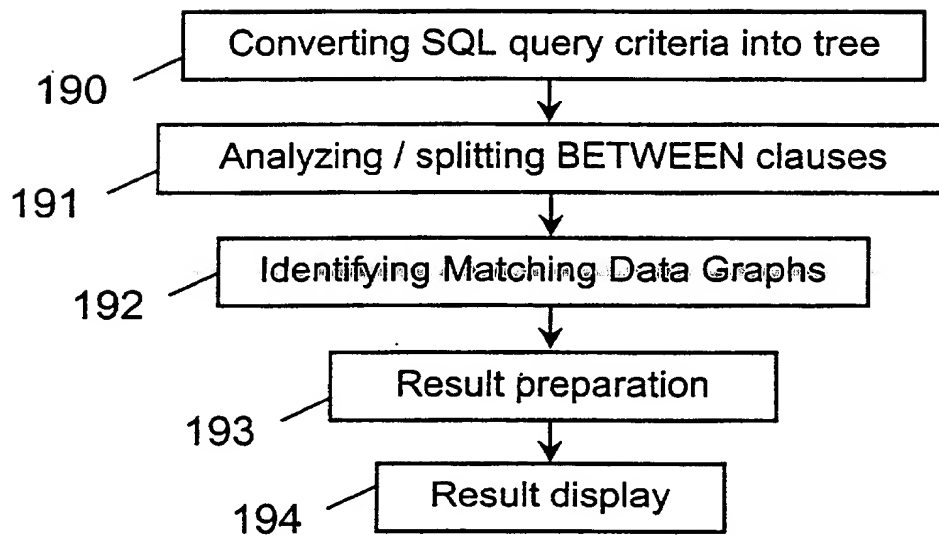 Converting SQL query criteria into tree
190
Analyzing / splitting BETWEEN clauses
191
Identifying Matching Data Graphs
192
Result preparation
193
Result display
194